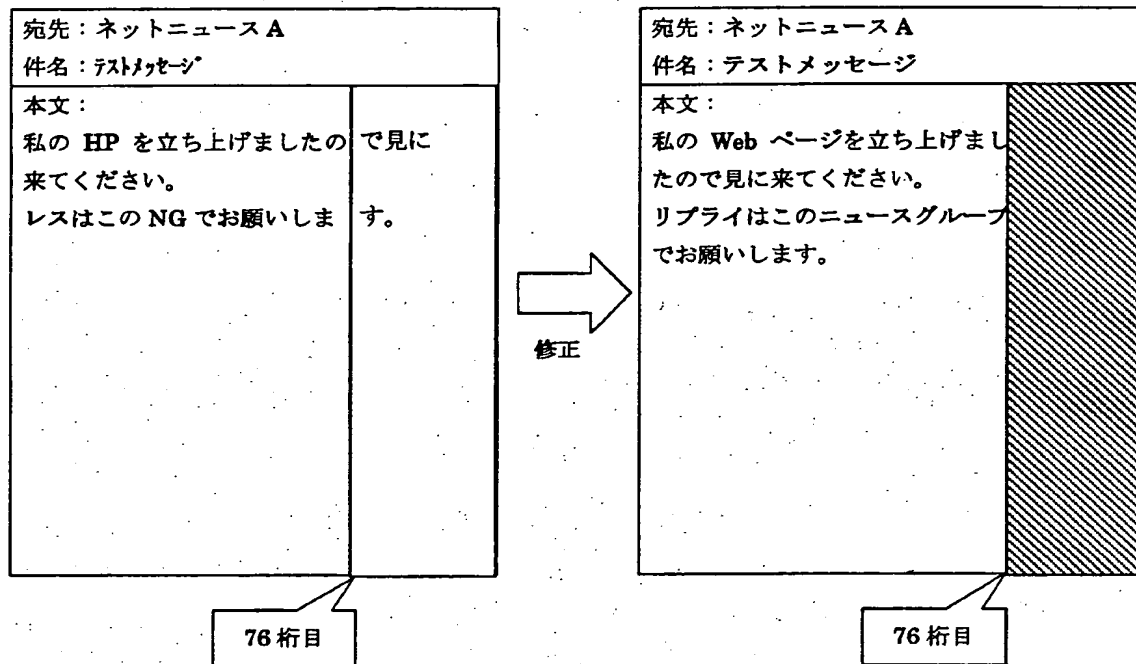 宛先：ネットニュース A
件名：ﾃｽﾄﾒｯｾｰｼﾞ
本文：
私の HP を立ち上げましたので見に
来てください。
レスはこの NG でお願いします。
修正
宛先：ネットニュース A
件名：テストメッセージ
本文：
私の Web ページを立ち上げまし
たので見に来てください。
リプライはこのニュースグループ
でお願いします。
76 桁目
76 桁目